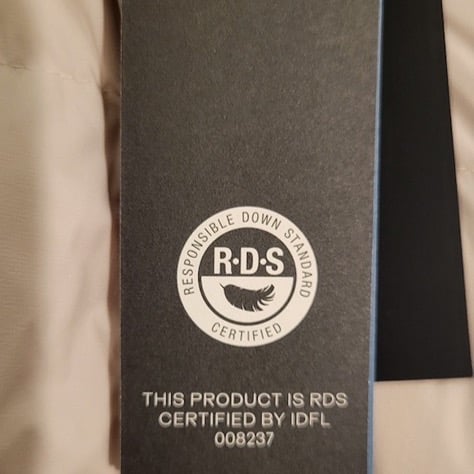 RESPONSIBLE DOWN STANDARD
R·D·S
CERTIFIED
THIS PRODUCT IS RDS
CERTIFIED BY IDFL
008237